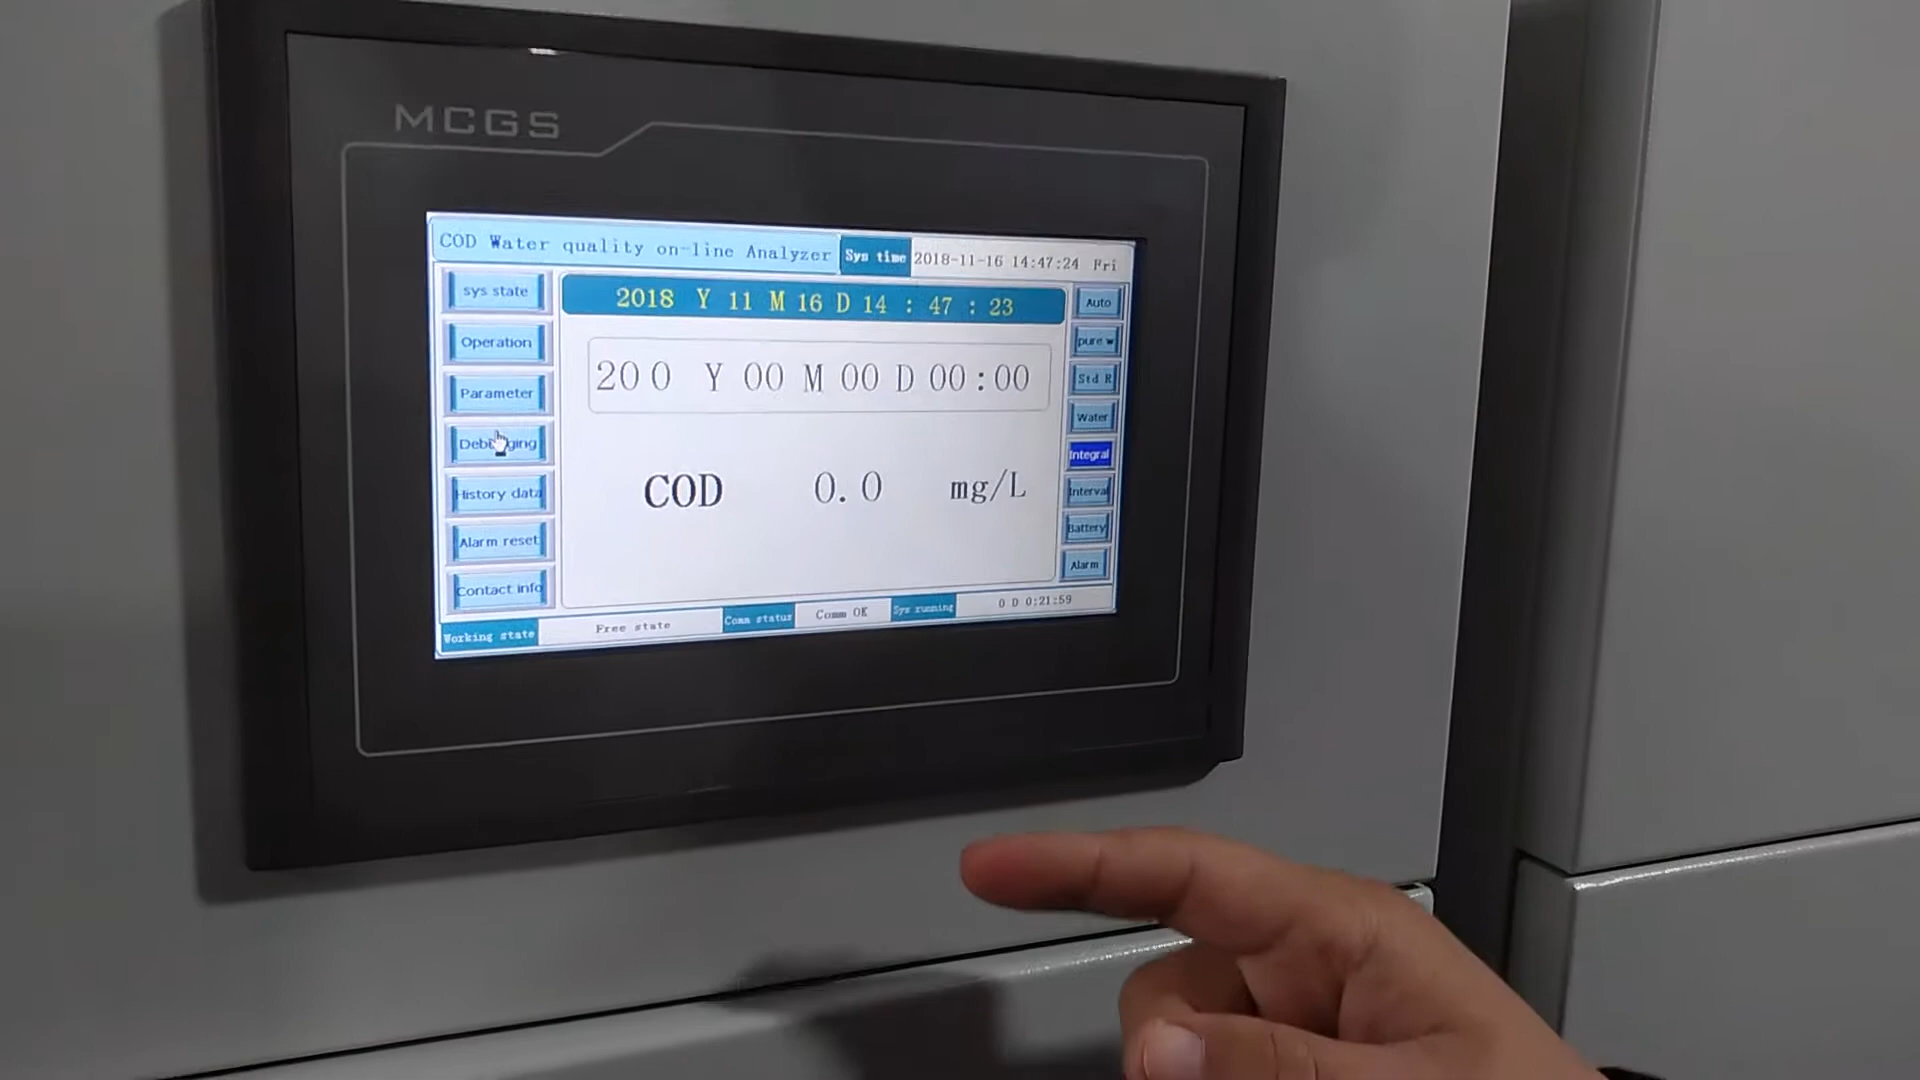 MCGS
COD Water quality on-line Analyzer
Sys time
2018-11-16 14:47:24 Fri
sys state
Operation
Parameter
History data
Alarm reset
Contact info
2018 Y 11 M 16 D 14 : 47 : 23
200 Y 00 M 00 D 00:00
COD 0.0 mg/L
Auto
pure w
Std R
Water
Integral
Interval
Battery
Alarm
Working state
Free state
Comm status
Comm OK
Sys running
0 D 0:21:59